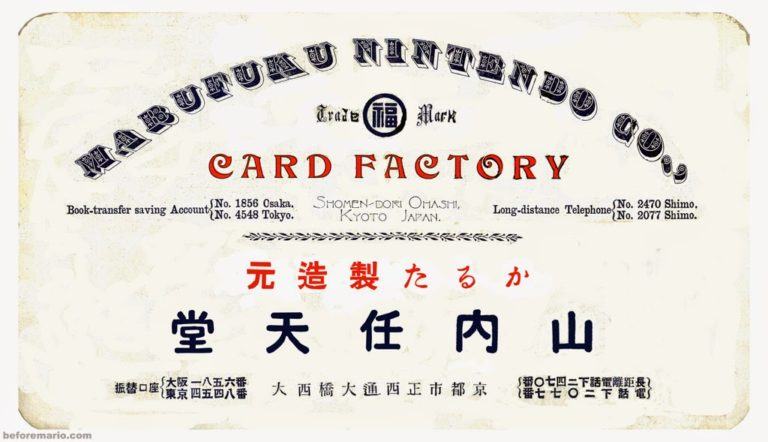 MARUFUKU NINTENDO CO.,
Trade 福 Mark
CARD FACTORY
Book-transfer saving Account {No. 1856 Osaka.
{No. 4548 Tokyo.
SHOMEN-DORI OHASHI,
KYOTO JAPAN.
Long-distance Telephone {No. 2470 Shimo.
{No. 2077 Shimo.
かるた製造元
山内任天堂
長距離電話下二四七〇番
電話下二〇七七番
京都市正面通大橋西入
振替口座 大阪一八五六番
東京四五四八番
beforemario.com